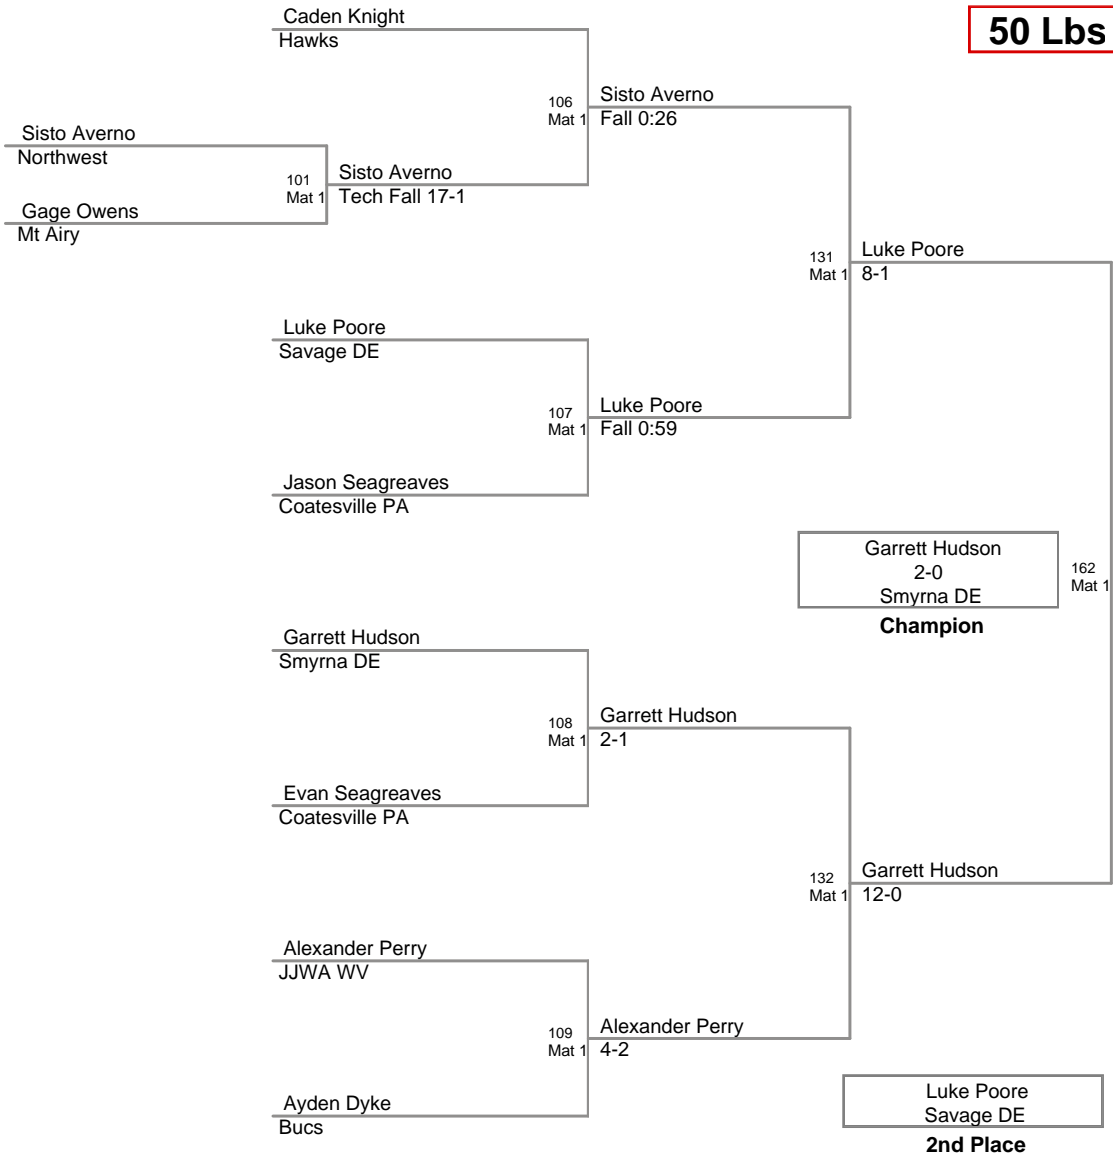 Caden Knight
Hawks
50 Lbs
106
Mat 1
Sisto Averno
Fall 0:26
Sisto Averno
Northwest
101
Mat 1
Sisto Averno
Tech Fall 17-1
Gage Owens
Mt Airy
131
Mat 1
Luke Poore
8-1
Luke Poore
Savage DE
107
Mat 1
Luke Poore
Fall 0:59
Jason Seagreaves
Coatesville PA
Garrett Hudson
2-0
Smyrna DE
Champion
162
Mat 1
Garrett Hudson
Smyrna DE
108
Mat 1
Garrett Hudson
2-1
Evan Seagreaves
Coatesville PA
132
Mat 1
Garrett Hudson
12-0
Alexander Perry
JJWA WV
109
Mat 1
Alexander Perry
4-2
Ayden Dyke
Bucs
Luke Poore
Savage DE
2nd Place